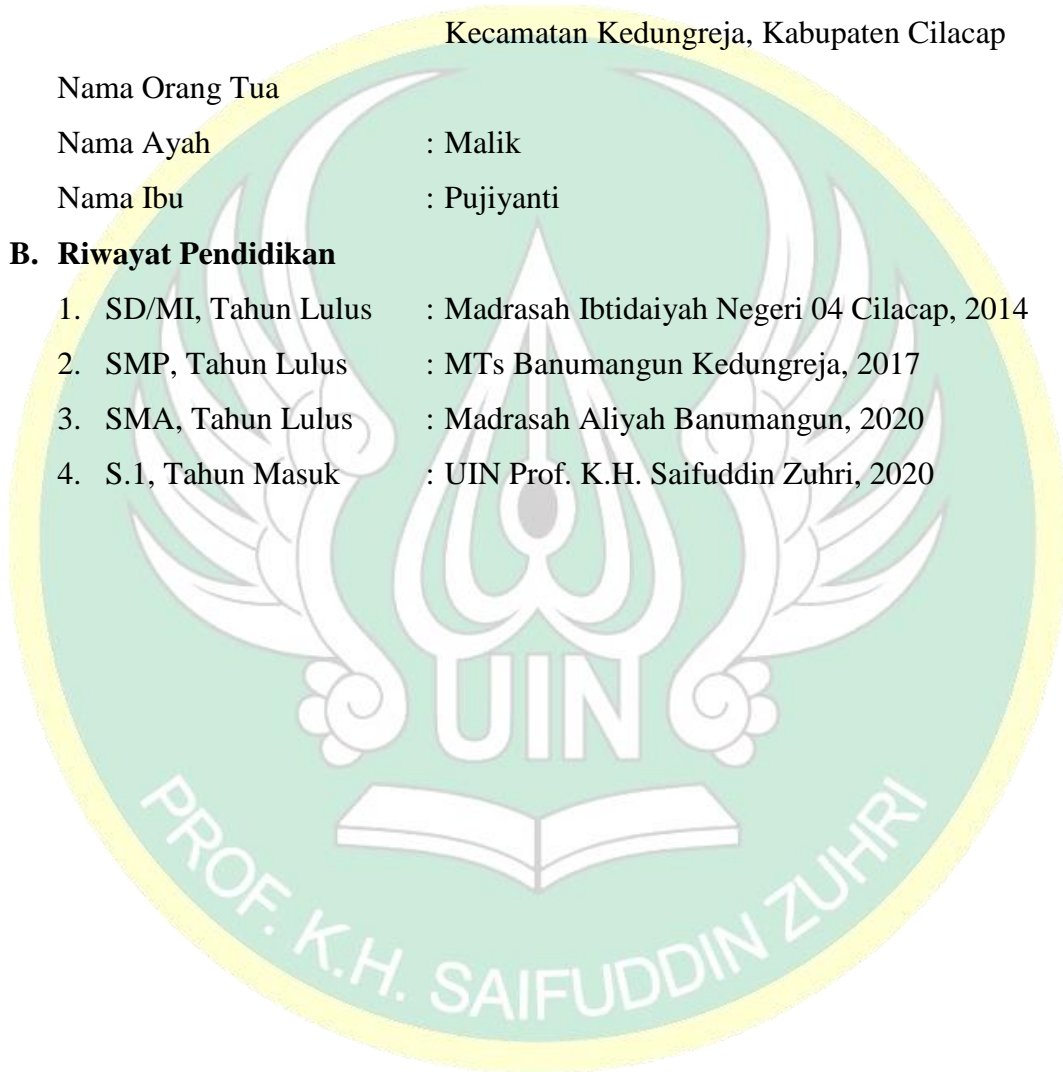 Kecamatan Kedungreja, Kabupaten Cilacap
Nama Orang Tua
Nama Ayah : Malik
Nama Ibu : Pujiyanti
B. Riwayat Pendidikan
1. SD/MI, Tahun Lulus : Madrasah Ibtidaiyah Negeri 04 Cilacap, 2014
2. SMP, Tahun Lulus : MTs Banumangun Kedungreja, 2017
3. SMA, Tahun Lulus : Madrasah Aliyah Banumangun, 2020
4. S.1, Tahun Masuk : UIN Prof. K.H. Saifuddin Zuhri, 2020
UIN
PROF. K.H. SAIFUDDIN ZUHRI